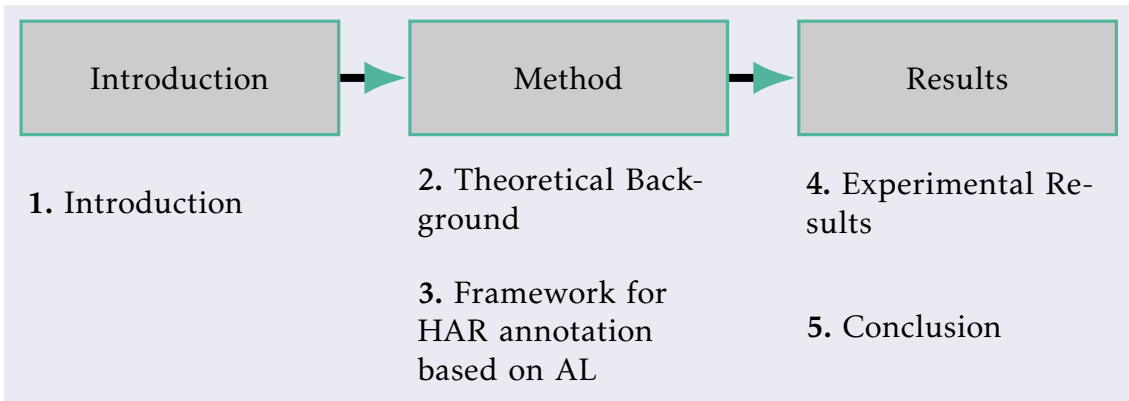 Introduction
Method
Results
1. Introduction
2. Theoretical Back-
ground
3. Framework for
HAR annotation
based on AL
4. Experimental Re-
sults
5. Conclusion